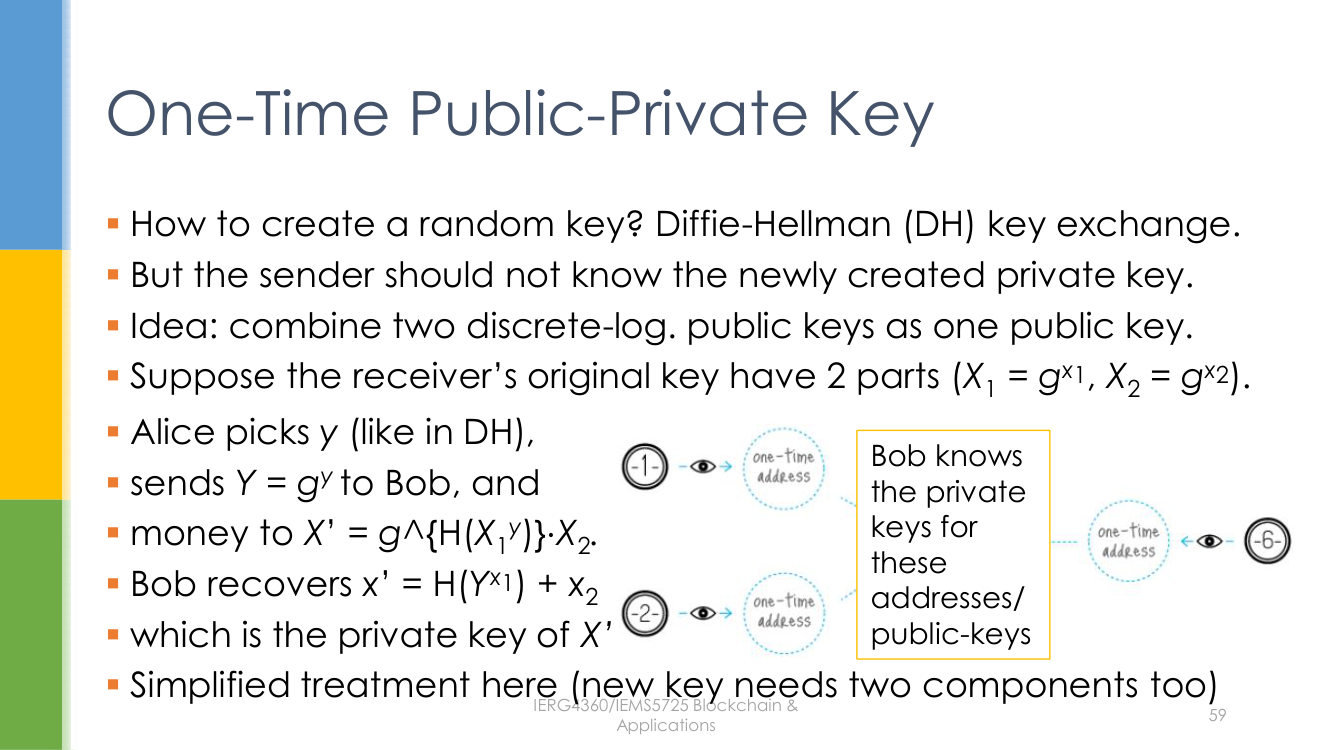 One-Time Public-Private Key
▪ How to create a random key? Diffie-Hellman (DH) key exchange.
▪ But the sender should not know the newly created private key.
▪ Idea: combine two discrete-log. public keys as one public key.
▪ Suppose the receiver's original key have 2 parts (X₁ = gˣ¹, X₂ = gˣ²).
▪ Alice picks y (like in DH),
▪ sends Y = gʸ to Bob, and
▪ money to X' = g^{H(X₁ʸ)}·X₂.
▪ Bob recovers x' = H(Yˣ¹) + x₂
▪ which is the private key of X'
▪ Simplified treatment here (new key needs two components too)
-1-
one-time
address
-2-
one-time
address
Bob knows
the private
keys for
these
addresses/
public-keys
one-time
address
-6-
IERG4360/IEMS5725 Blockchain &
Applications
59